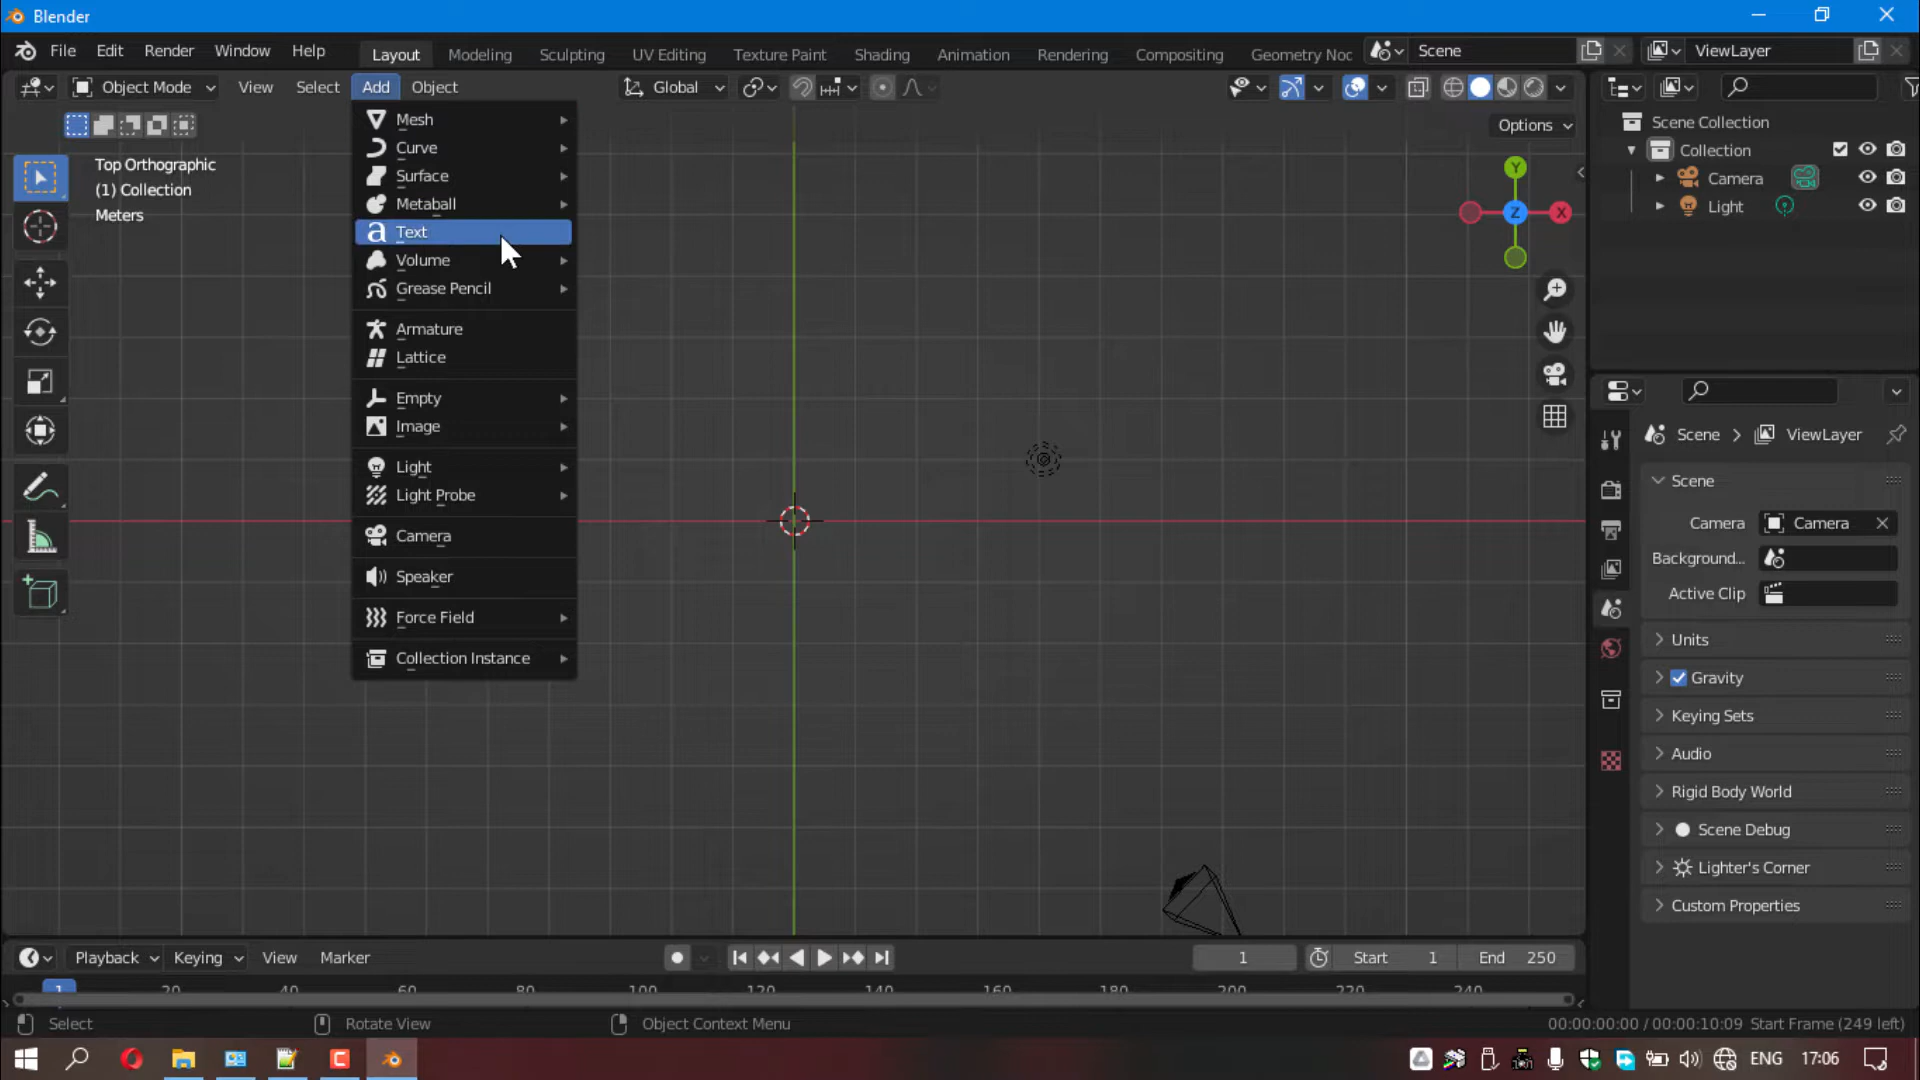 Blender
File Edit Render Window Help
Layout Modeling Sculpting UV Editing Texture Paint Shading Animation Rendering Compositing Geometry Noc
Scene
ViewLayer
Object Mode View Select Add Object
Global
Options
Top Orthographic
(1) Collection
Meters
Mesh
Curve
Surface
Metaball
Text
Volume
Grease Pencil
Armature
Lattice
Empty
Image
Light
Light Probe
Camera
Speaker
Force Field
Collection Instance
Y
Z
X
Scene Collection
Collection
Camera
Light
Scene > ViewLayer
Scene
Camera Camera
Background...
Active Clip
Units
Gravity
Keying Sets
Audio
Rigid Body World
Scene Debug
Lighter's Corner
Custom Properties
Playback Keying View Marker
1
Start 1
End 250
1 20 40 60 80 100 120 140 160 180 200 220 240
Select
Rotate View
Object Context Menu
00:00:00:00 / 00:00:10:09 Start Frame (249 left)
ENG 17:06